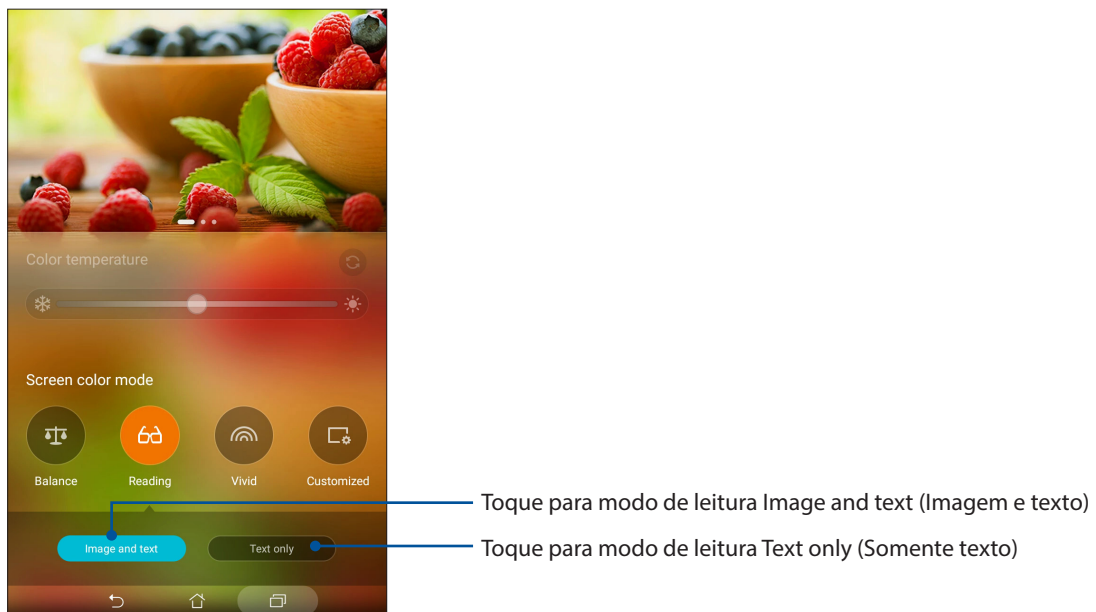 Color temperature
Screen color mode
Balance Reading Vivid Customized
Toque para modo de leitura Image and text (Imagem e texto)
Image and text Text only
Toque para modo de leitura Text only (Somente texto)